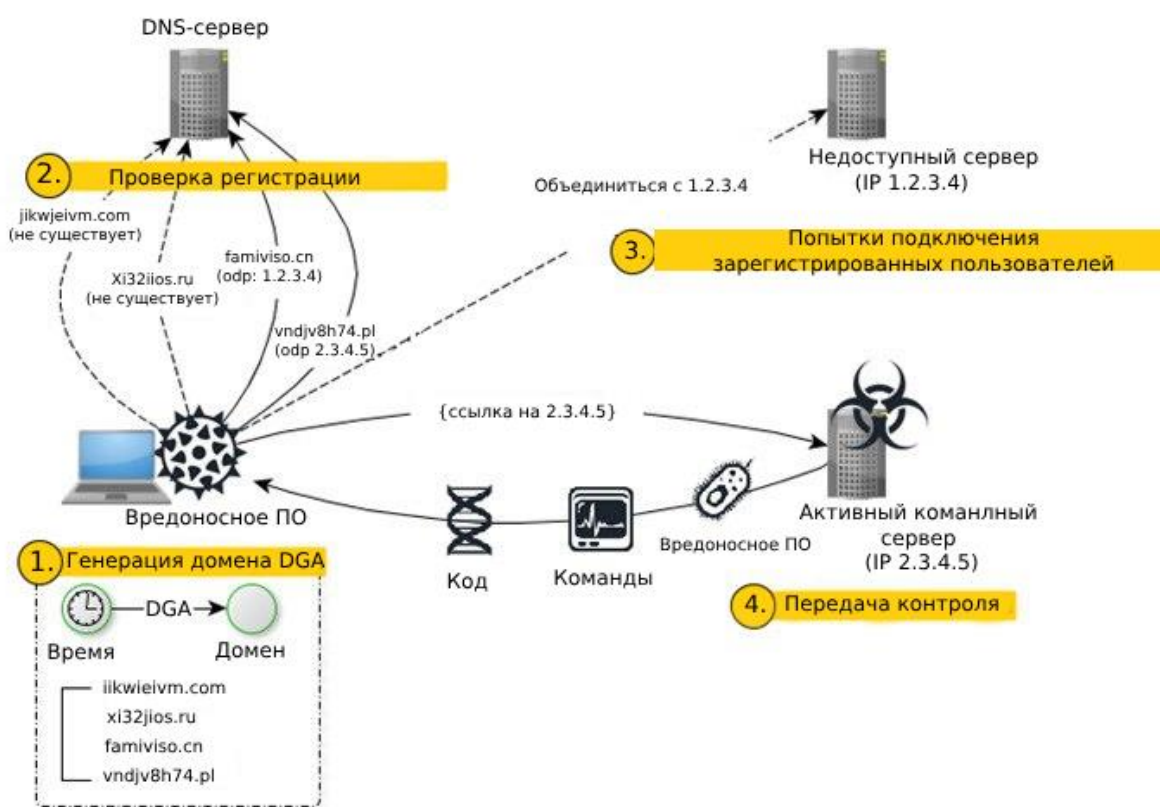 DNS-сервер
2. Проверка регистрации
jikwjeivm.com
(не существует)
Xi32iios.ru
(не существует)
famiviso.cn
(odp: 1.2.3.4)
vndjv8h74.pl
(odp 2.3.4.5)
Объединиться с 1.2.3.4
Недоступный сервер
(IP 1.2.3.4)
3. Попытки подключения
зарегистрированных пользователей
{ссылка на 2.3.4.5}
Вредоносное ПО
Код
Команды
Вредоносное ПО
Активный команлный
сервер
(IP 2.3.4.5)
4. Передача контроля
1. Генерация домена DGA
DGA
Время
Домен
iikwieivm.com
xi32jios.ru
famiviso.cn
vndjv8h74.pl